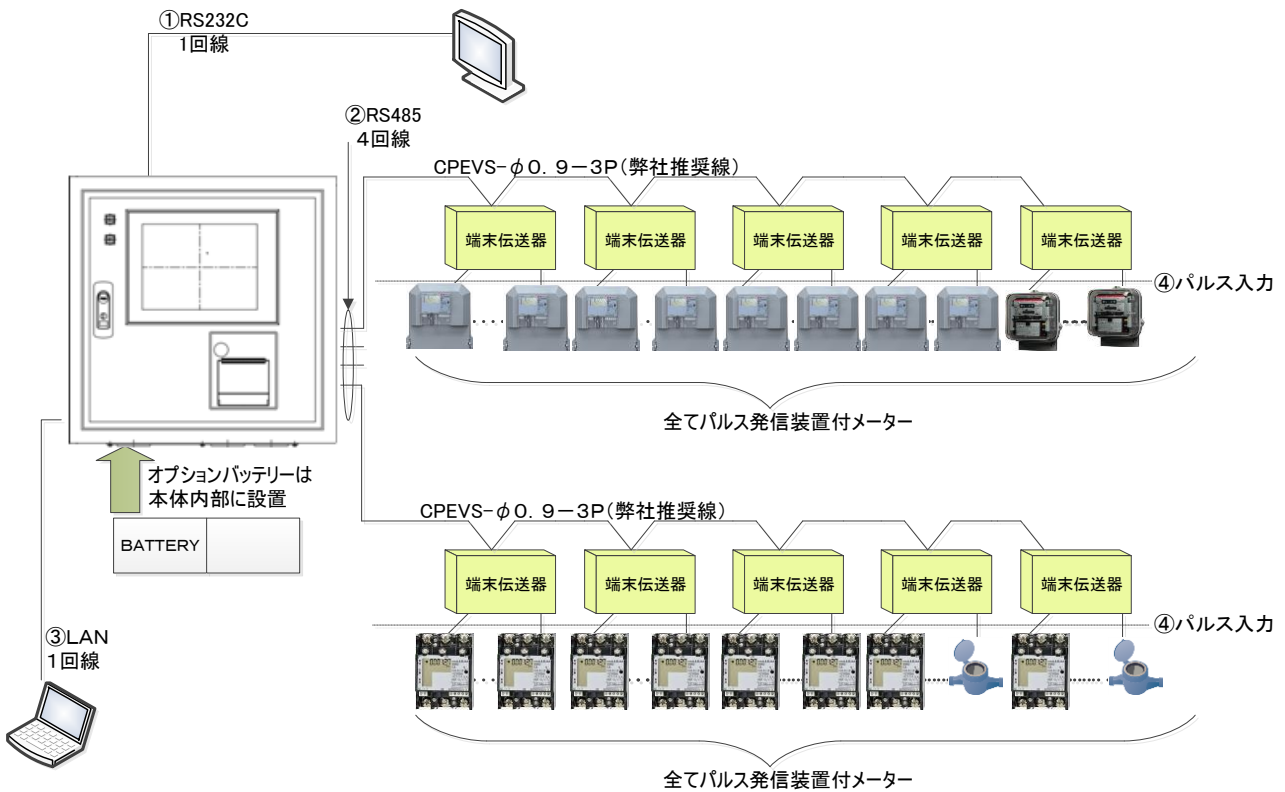 ①RS232C
1回線
②RS485
4回線
CPEVS-φ0.9-3P(弊社推奨線)
端末伝送器
端末伝送器
端末伝送器
端末伝送器
端末伝送器
④パルス入力
全てパルス発信装置付メーター
オプションバッテリーは
本体内部に設置
BATTERY
CPEVS-φ0.9-3P(弊社推奨線)
端末伝送器
端末伝送器
端末伝送器
端末伝送器
端末伝送器
④パルス入力
③LAN
1回線
全てパルス発信装置付メーター